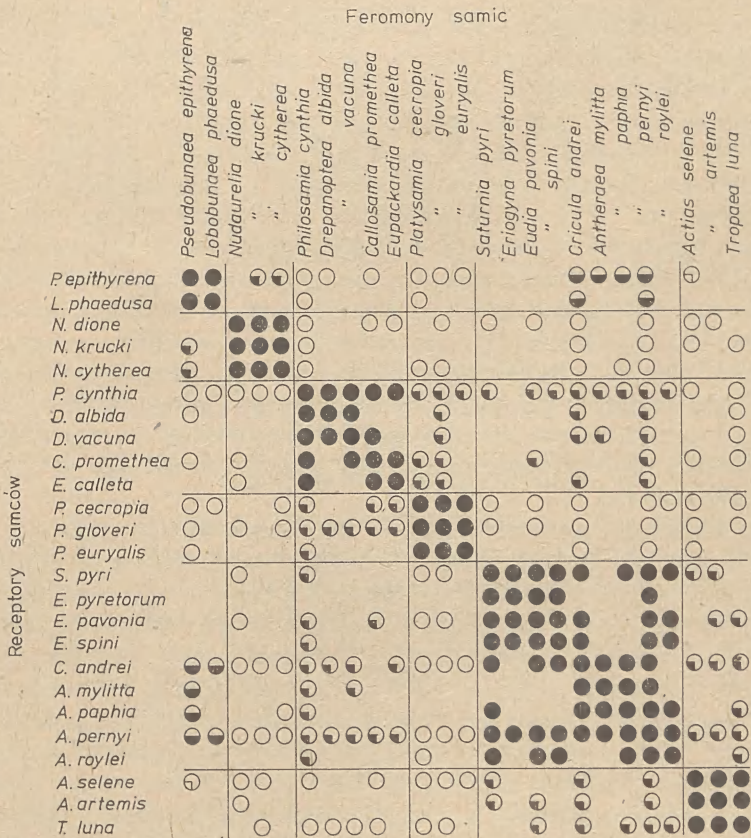 Feromony samic
Pseudobunaea epithyrena
Lobobunaea phaedusa
Nudaurelia dione
" krucki
" cytherea
Philosamia cynthia
Drepanoptera albida
" vacuna
Callosamia promethea
Eupackardia calleta
Platysamia cecropia
" gloveri
" euryalis
Saturnia pyri
Eriogyna pyretorum
Eudia pavonia
" spini
Cricula andrei
Antheraea mylitta
" paphia
" pernyi
" roylei
Actias selene
" artemis
Tropaea luna
Receptory samców
P. epithyrena
L. phaedusa
N. dione
N. krucki
N. cytherea
P. cynthia
D. albida
D. vacuna
C. promethea
E. calleta
P. cecropia
P. gloveri
P. euryalis
S. pyri
E. pyretorum
E. pavonia
E. spini
C. andrei
A. mylitta
A. paphia
A. pernyi
A. roylei
A. selene
A. artemis
T. luna